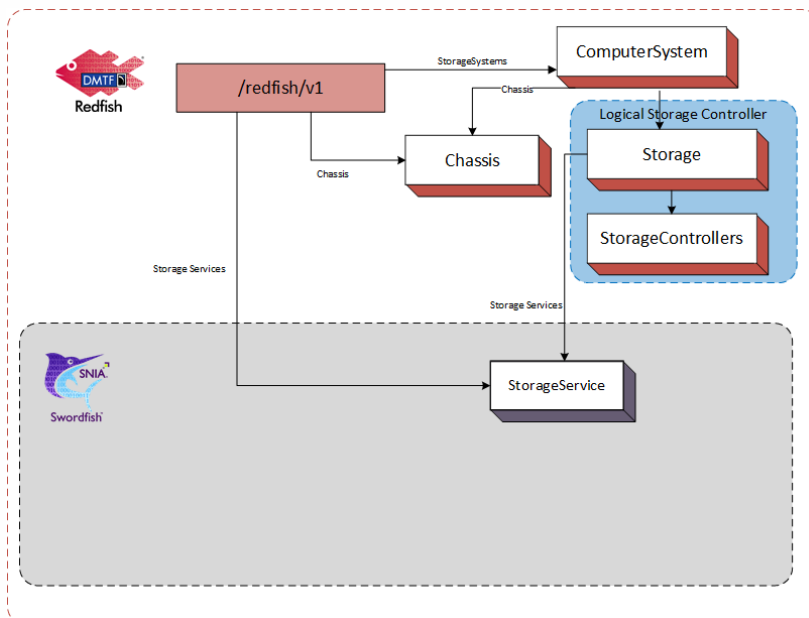 DMTF
Redfish
/redfish/v1
StorageSystems
ComputerSystem
Chassis
Logical Storage Controller
Chassis
Storage
Chassis
StorageControllers
Storage Services
Storage Services
SNIA
Swordfish
StorageService